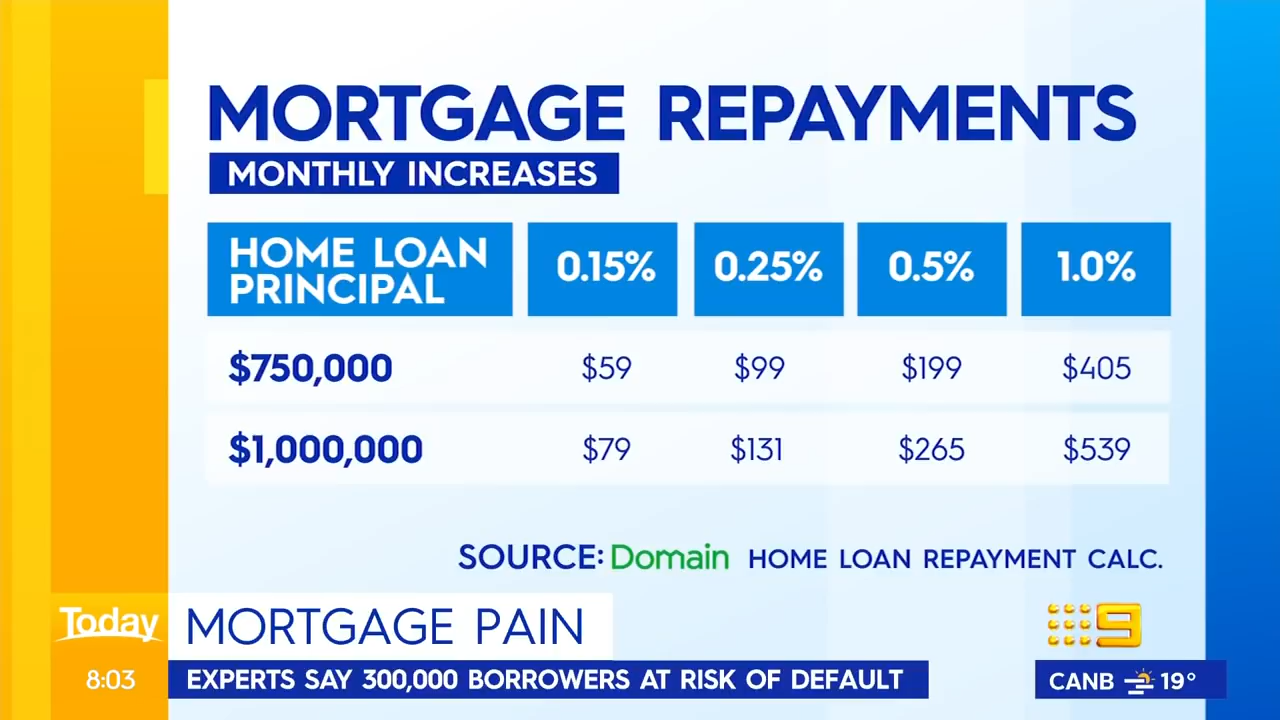 MORTGAGE REPAYMENTS
MONTHLY INCREASES
HOME LOAN PRINCIPAL 0.15% 0.25% 0.5% 1.0%
$750,000 $59 $99 $199 $405
$1,000,000 $79 $131 $265 $539
SOURCE: Domain HOME LOAN REPAYMENT CALC.
Today MORTGAGE PAIN 9
8:03 EXPERTS SAY 300,000 BORROWERS AT RISK OF DEFAULT CANB 19°